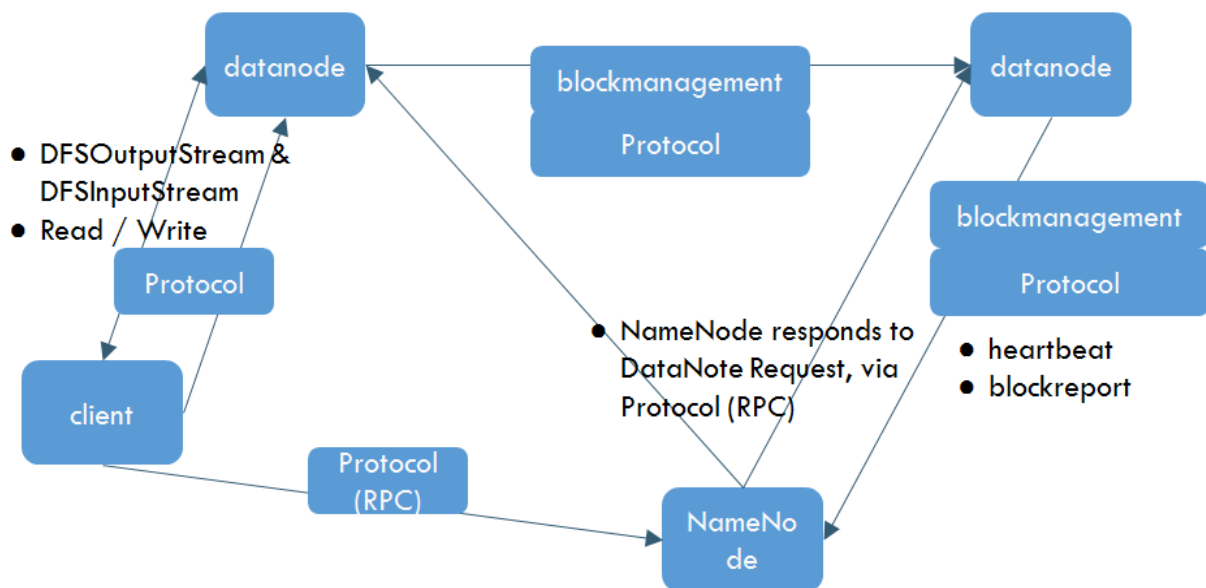 datanode
blockmanagement
Protocol
datanode
● DFSOutputStream &
DFSInputStream
● Read / Write
Protocol
blockmanagement
Protocol
● NameNode responds to
DataNote Request, via
Protocol (RPC)
● heartbeat
● blockreport
client
Protocol
(RPC)
NameNo
de